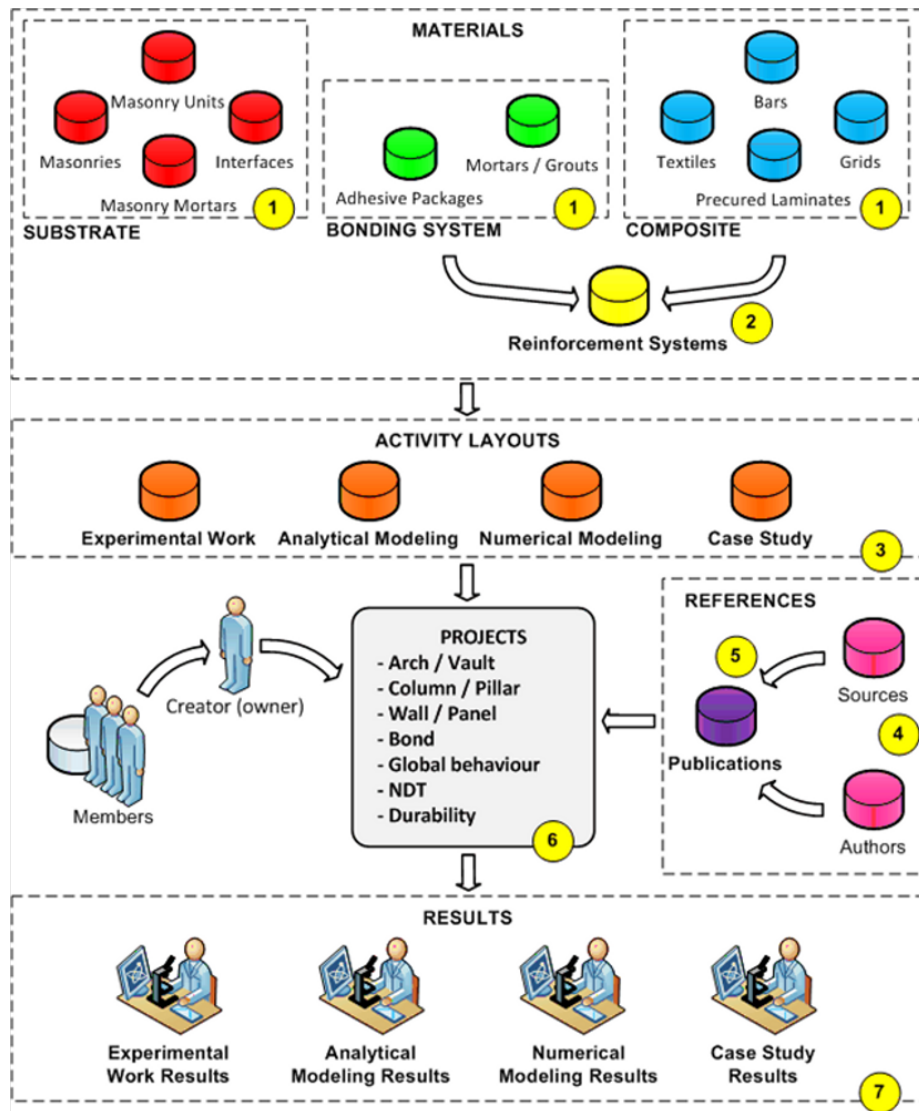 MATERIALS
Masonry Units
Masonries
Interfaces
Masonry Mortars
1
SUBSTRATE
Mortars / Grouts
Adhesive Packages
1
BONDING SYSTEM
Bars
Textiles
Grids
Precured Laminates
1
COMPOSITE
2
Reinforcement Systems
ACTIVITY LAYOUTS
Experimental Work
Analytical Modeling
Numerical Modeling
Case Study
3
Members
Creator (owner)
PROJECTS
- Arch / Vault
- Column / Pillar
- Wall / Panel
- Bond
- Global behaviour
- NDT
- Durability
6
REFERENCES
5
Sources
4
Publications
Authors
RESULTS
Experimental
Work Results
Analytical
Modeling Results
Numerical
Modeling Results
Case Study
Results
7